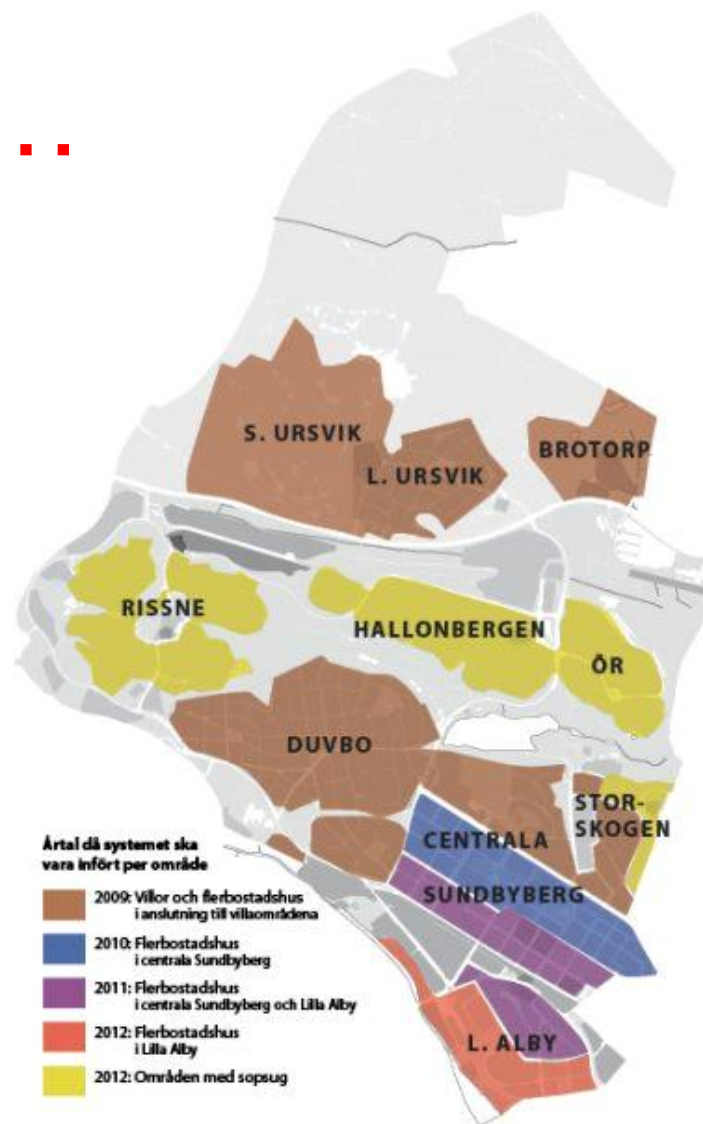 S. URSVIK
L. URSVIK
BROTORP
RISSNE
HALLONBERGEN
ÖR
DUVBO
STOR-
SKOGEN
CENTRALA
SUNDBYBERG
L. ALBY
Årtal då systemet ska
vara infört per område
2009: Villor och flerbostadshus
i anslutning till villaområdena
2010: Flerbostadshus
i centrala Sundbyberg
2011: Flerbostadshus
i centrala Sundbyberg och Lilla Alby
2012: Flerbostadshus
i Lilla Alby
2012: Områden med sopsug